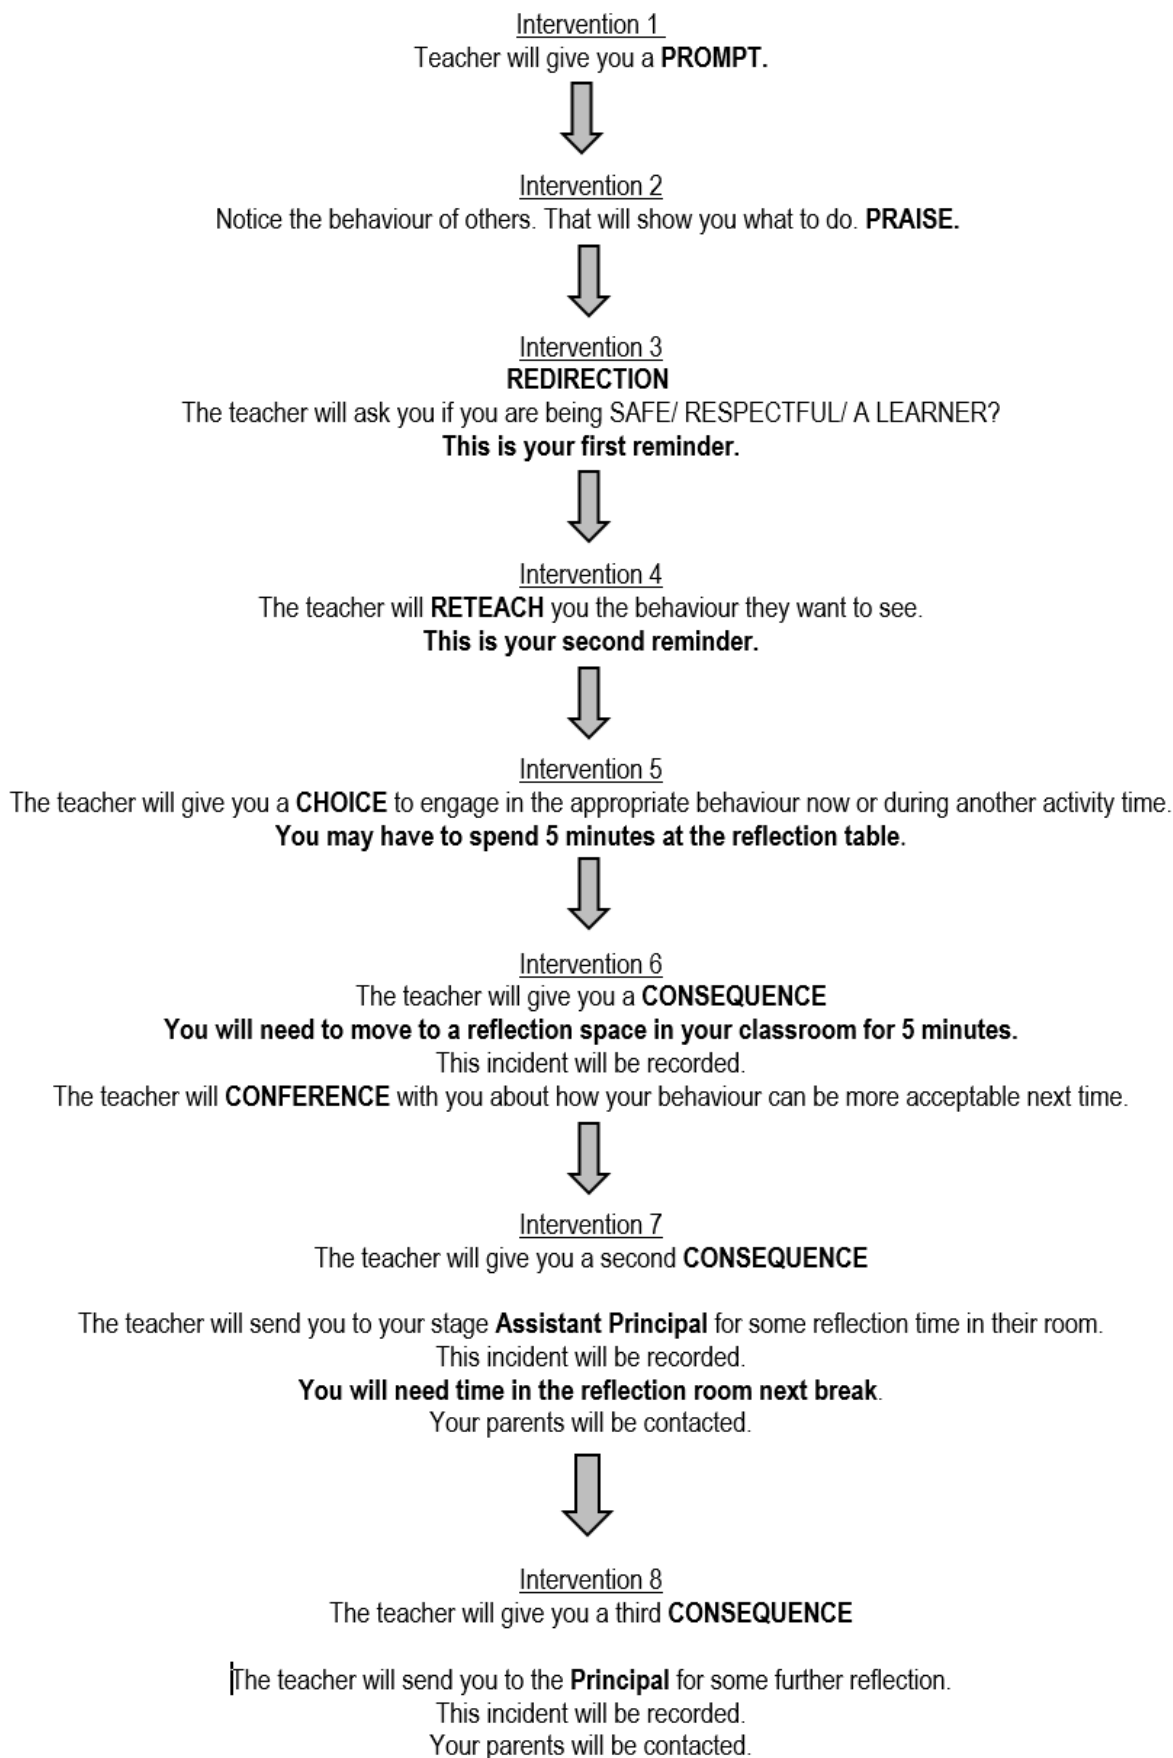 Intervention 1
Teacher will give you a PROMPT.
Intervention 2
Notice the behaviour of others. That will show you what to do. PRAISE.
Intervention 3
REDIRECTION
The teacher will ask you if you are being SAFE/ RESPECTFUL/ A LEARNER?
This is your first reminder.
Intervention 4
The teacher will RETEACH you the behaviour they want to see.
This is your second reminder.
Intervention 5
The teacher will give you a CHOICE to engage in the appropriate behaviour now or during another activity time.
You may have to spend 5 minutes at the reflection table.
Intervention 6
The teacher will give you a CONSEQUENCE
You will need to move to a reflection space in your classroom for 5 minutes.
This incident will be recorded.
The teacher will CONFERENCE with you about how your behaviour can be more acceptable next time.
Intervention 7
The teacher will give you a second CONSEQUENCE
The teacher will send you to your stage Assistant Principal for some reflection time in their room.
This incident will be recorded.
You will need time in the reflection room next break.
Your parents will be contacted.
Intervention 8
The teacher will give you a third CONSEQUENCE
The teacher will send you to the Principal for some further reflection.
This incident will be recorded.
Your parents will be contacted.